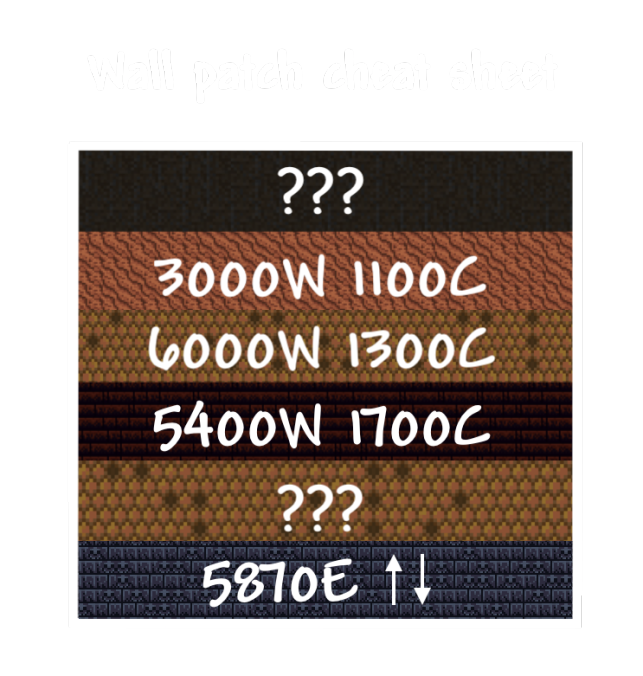 Wall patch cheat sheet
???
3000W 1100C
6000W 1300C
5400W 1700C
???
5870E ↑↓